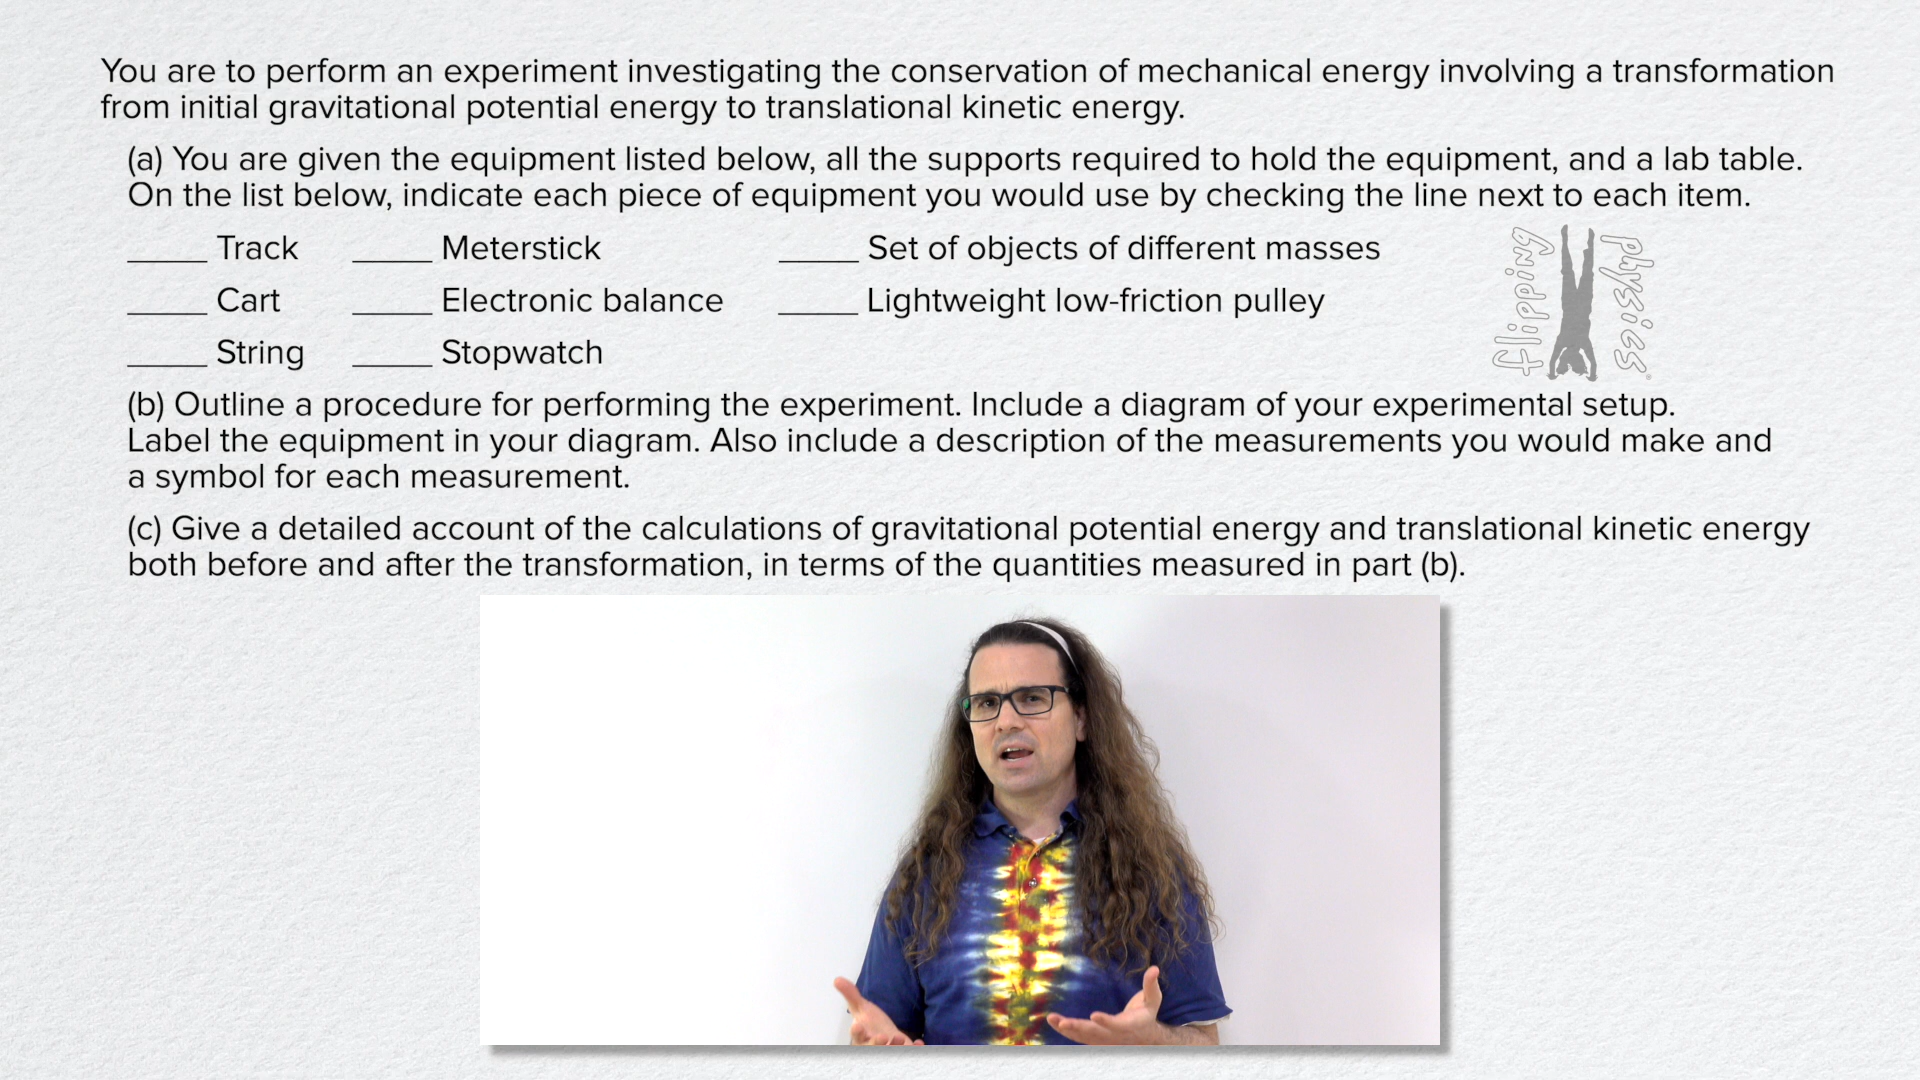 You are to perform an experiment investigating the conservation of mechanical energy involving a transformation
from initial gravitational potential energy to translational kinetic energy.
(a) You are given the equipment listed below, all the supports required to hold the equipment, and a lab table.
On the list below, indicate each piece of equipment you would use by checking the line next to each item.
_____ Track _____ Meterstick _____ Set of objects of different masses
_____ Cart _____ Electronic balance _____ Lightweight low-friction pulley
_____ String _____ Stopwatch
flipping
physics
(b) Outline a procedure for performing the experiment. Include a diagram of your experimental setup.
Label the equipment in your diagram. Also include a description of the measurements you would make and
a symbol for each measurement.
(c) Give a detailed account of the calculations of gravitational potential energy and translational kinetic energy
both before and after the transformation, in terms of the quantities measured in part (b).